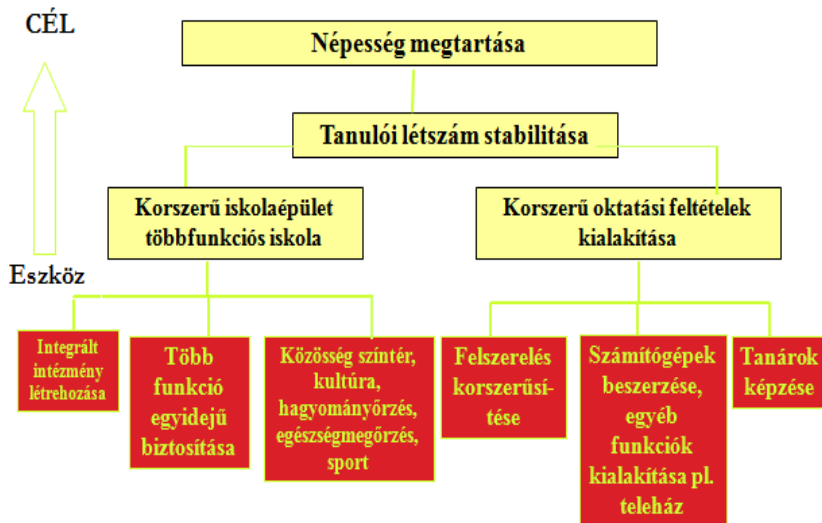 CÉL
Népesség megtartása
Tanulói létszám stabilitása
Korszerű iskolaépület
többfunkciós iskola
Korszerű oktatási feltételek
kialakítása
Eszköz
Integrált
intézmény
létrehozása
Több
funkció
egyidejű
biztosítása
Közösség színtér,
kultúra,
hagyományőrzés,
egészségmegőrzés,
sport
Felszerelés
korszerűsí-
tése
Számítógépek
beszerzése,
egyéb
funkciók
kialakítása pl.
teleház
Tanárok
képzése